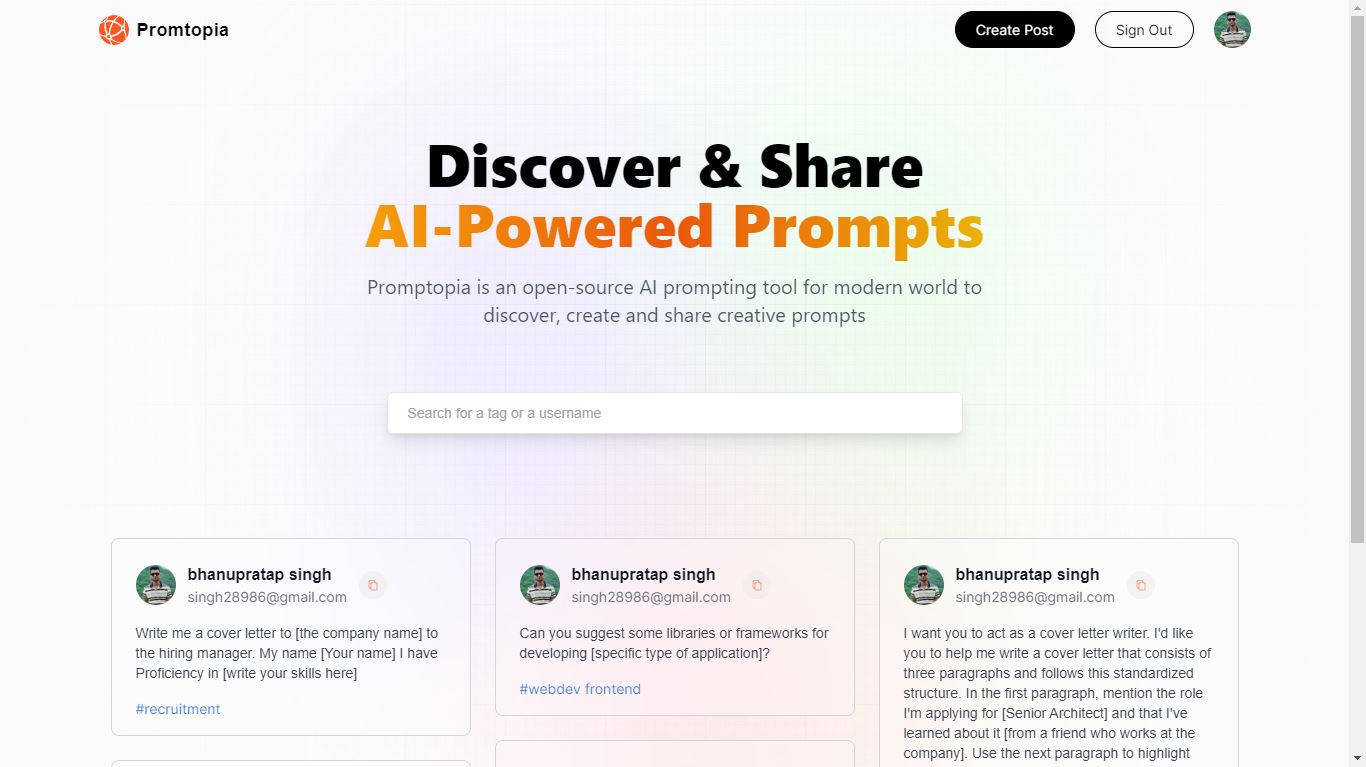 Promtopia
Create Post
Sign Out
Discover & Share
AI-Powered Prompts
Promptopia is an open-source AI prompting tool for modern world to
discover, create and share creative prompts
Search for a tag or a username
bhanupratap singh
singh28986@gmail.com
Write me a cover letter to [the company name] to
the hiring manager. My name [Your name] I have
Proficiency in [write your skills here]
#recruitment
bhanupratap singh
singh28986@gmail.com
Can you suggest some libraries or frameworks for
developing [specific type of application]?
#webdev frontend
bhanupratap singh
singh28986@gmail.com
I want you to act as a cover letter writer. I'd like
you to help me write a cover letter that consists of
three paragraphs and follows this standardized
structure. In the first paragraph, mention the role
I'm applying for [Senior Architect] and that I've
learned about it [from a friend who works at the
company]. Use the next paragraph to highlight